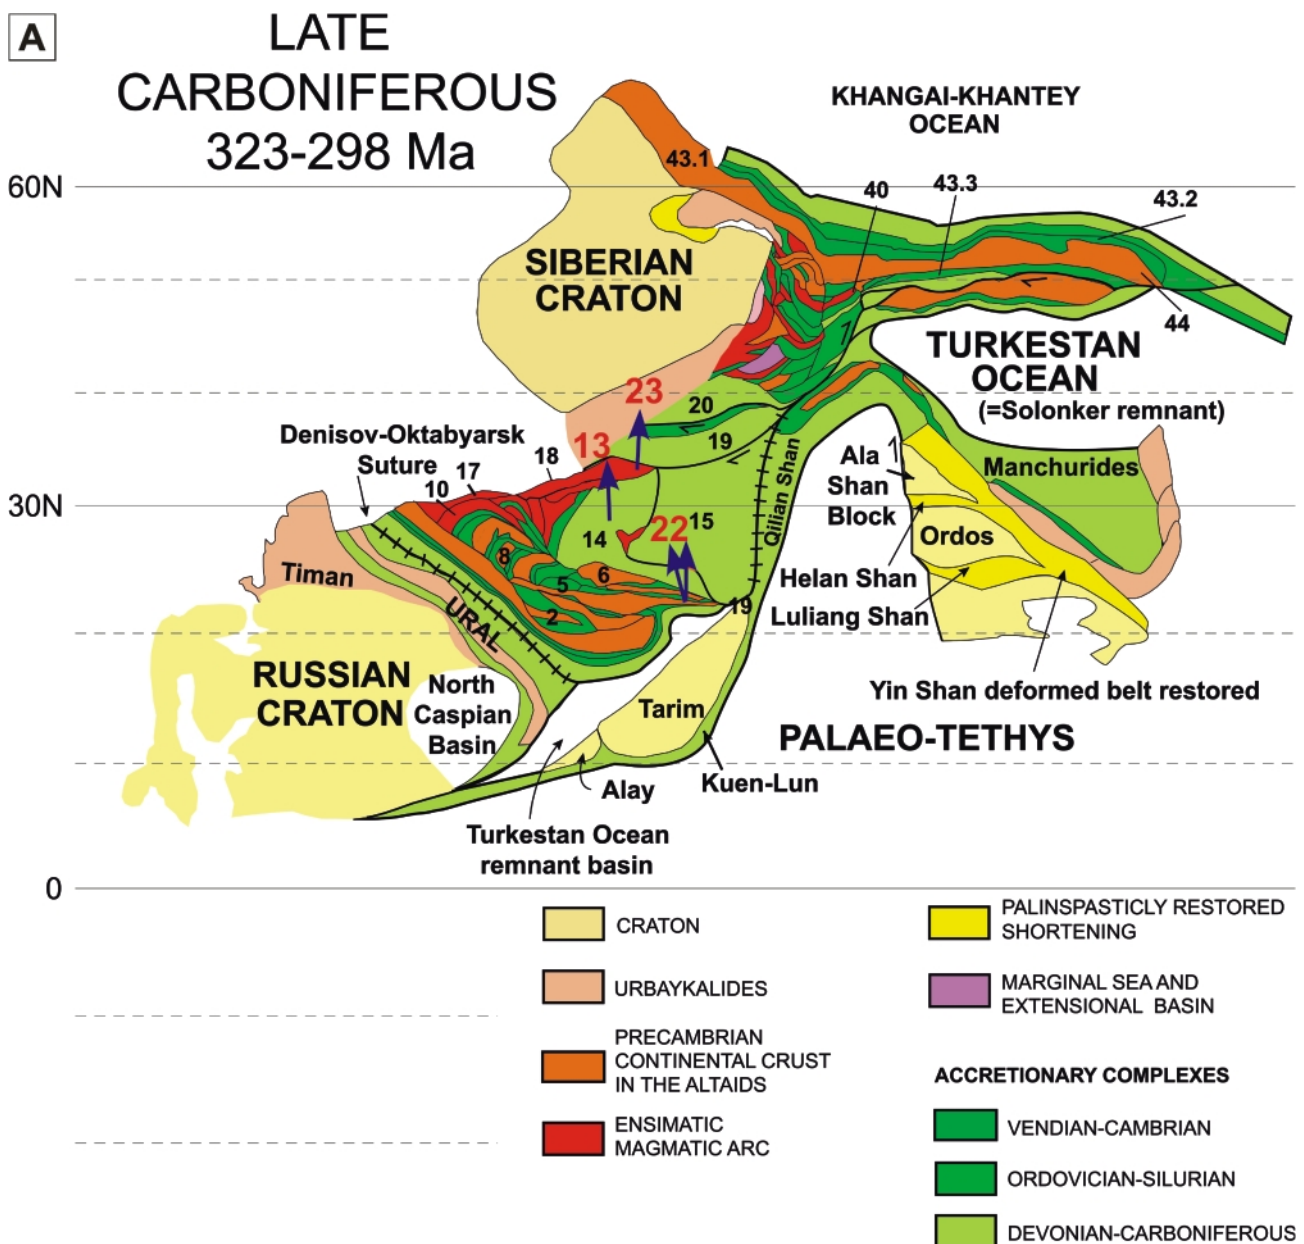 A
LATE
CARBONIFEROUS
323-298 Ma
KHANGAI-KHANTEY
OCEAN
60N
43.1
40
43.3
43.2
SIBERIAN
CRATON
44
TURKESTAN
OCEAN
(=Solonker remnant)
23
20
13
19
Denisov-Oktabyarsk
Suture
17
18
10
Qilian Shan
Ala
Shan
Block
Manchurides
30N
22
15
14
Ordos
8
5
6
2
Timan
URAL
19
Helan Shan
Luliang Shan
RUSSIAN
CRATON
North
Caspian
Basin
Tarim
Yin Shan deformed belt restored
PALAEO-TETHYS
Kuen-Lun
Alay
Turkestan Ocean
remnant basin
0
CRATON
URBAYKALIDES
PRECAMBRIAN
CONTINENTAL CRUST
IN THE ALTAIDS
ENSIMATIC
MAGMATIC ARC
PALINSPASTICLY RESTORED
SHORTENING
MARGINAL SEA AND
EXTENSIONAL BASIN
ACCRETIONARY COMPLEXES
VENDIAN-CAMBRIAN
ORDOVICIAN-SILURIAN
DEVONIAN-CARBONIFEROUS